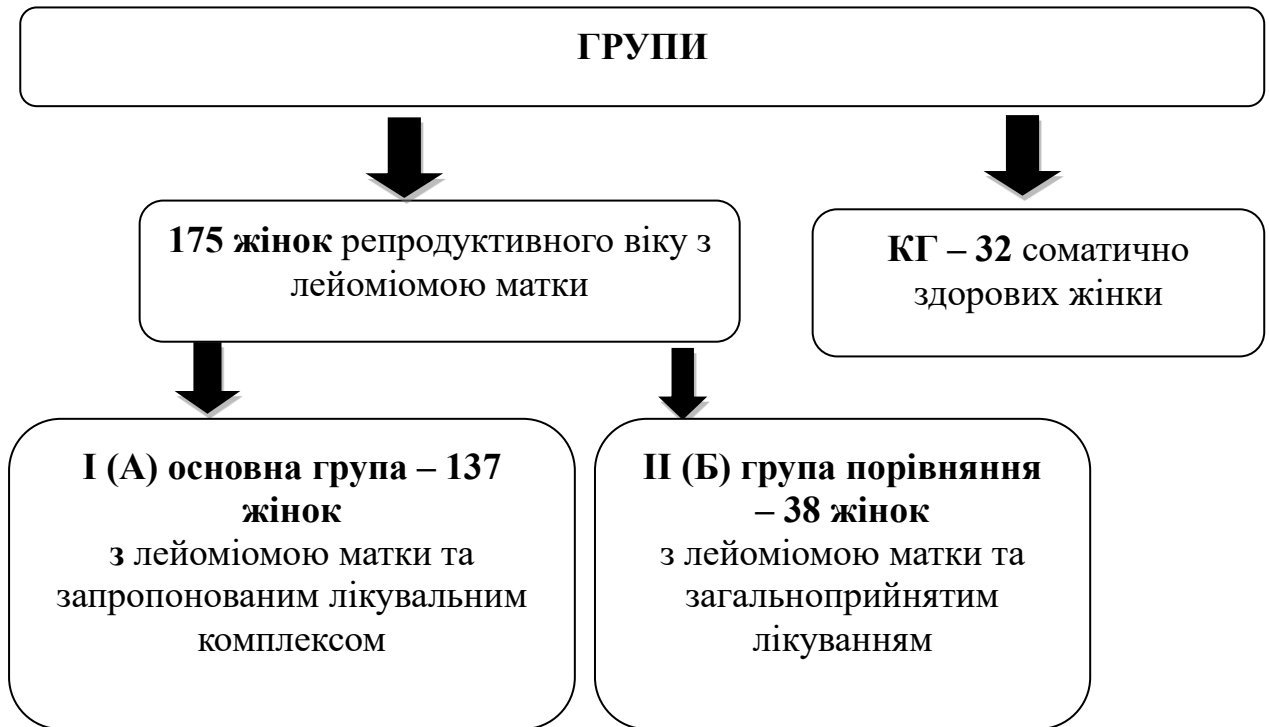 ГРУПИ
175 жінок репродуктивного віку з
лейоміомою матки
КГ – 32 соматично
здорових жінки
І (А) основна група – 137
жінок
з лейоміомою матки та
запропонованим лікувальним
комплексом
ІІ (Б) група порівняння
– 38 жінок
з лейоміомою матки та
загальноприйнятим
лікуванням